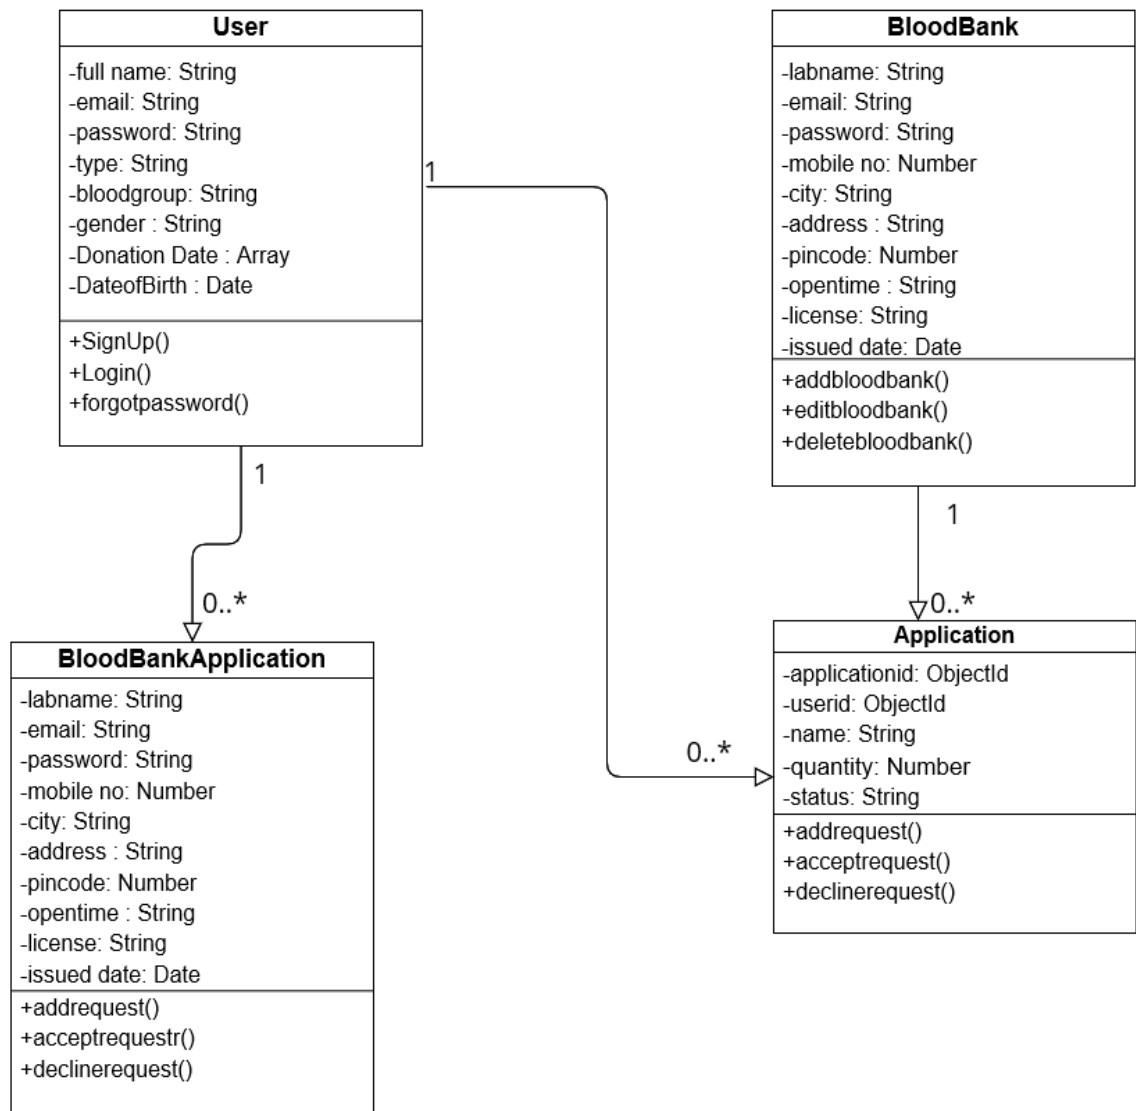 User
-full name: String
-email: String
-password: String
-type: String
-bloodgroup: String
-gender : String
-Donation Date : Array
-DateofBirth : Date
+SignUp()
+Login()
+forgotpassword()
1
1
0..*
BloodBank
-labname: String
-email: String
-password: String
-mobile no: Number
-city: String
-address : String
-pincode: Number
-opentime : String
-license: String
-issued date: Date
+addbloodbank()
+editbloodbank()
+deletebloodbank()
1
0..*
BloodBankApplication
-labname: String
-email: String
-password: String
-mobile no: Number
-city: String
-address : String
-pincode: Number
-opentime : String
-license: String
-issued date: Date
+addrequest()
+acceptrequestr()
+declinerequest()
0..*
Application
-applicationid: ObjectId
-userid: ObjectId
-name: String
-quantity: Number
-status: String
+addrequest()
+acceptrequest()
+declinerequest()